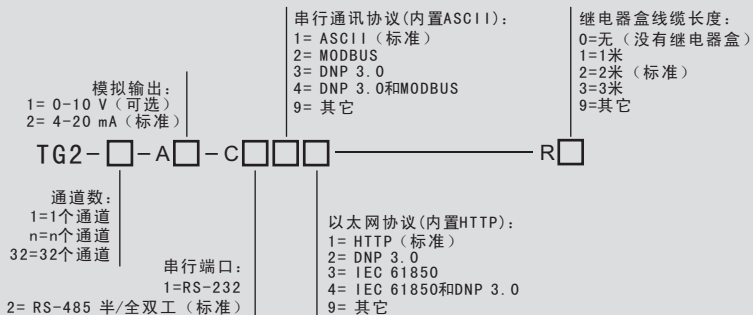 串行通讯协议(内置ASCII):
1= ASCII（标准）
2= MODBUS
3= DNP 3.0
4= DNP 3.0和MODBUS
9= 其它
继电器盒线缆长度:
0=无（没有继电器盒）
1=1米
2=2米（标准）
3=3米
9=其它
模拟输出:
1= 0-10 V（可选）
2= 4-20 mA（标准）
TG2-□-A□-C□□□ R□
通道数:
1=1个通道
n=n个通道
32=32个通道
串行端口:
1=RS-232
2= RS-485 半/全双工（标准）
以太网协议(内置HTTP):
1= HTTP（标准）
2= DNP 3.0
3= IEC 61850
4= IEC 61850和DNP 3.0
9= 其它